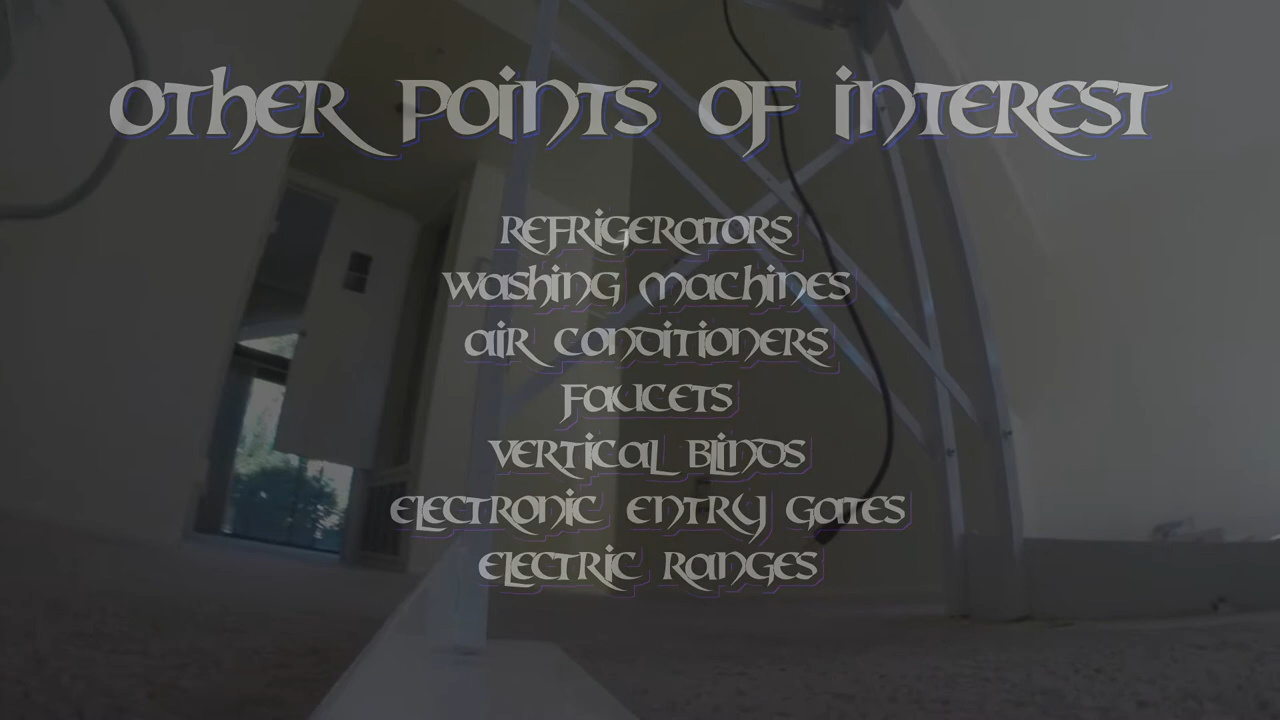 OTHER POINTS OF INTEREST
REFRIGERATORS
WASHING MACHINES
AIR CONDITIONERS
FAUCETS
VERTICAL BLINDS
ELECTRONIC ENTRY GATES
ELECTRIC RANGES